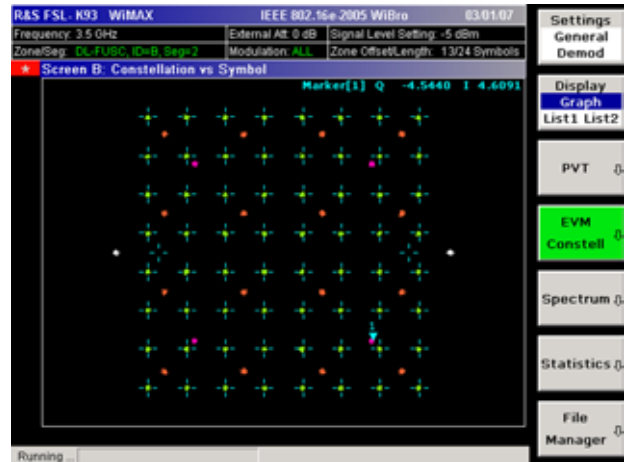 R&S FSL- K93 WiMAX IEEE 802.16e-2005 WiBro 03/01/07
Frequency: 3.5 GHz External Att: 0 dB Signal Level Setting: -5 dBm
Zone/Seg: DL-FUSC, ID=B, Seg=2 Modulation: ALL Zone Offset/Length: 13/24 Symbols
Screen B: Constellation vs Symbol
Marker[1] Q -4.5440 I 4.6091
Running ...
Settings
General
Demod
Display
Graph
List1 List2
PVT
EVM
Constell
Spectrum
Statistics
File
Manager